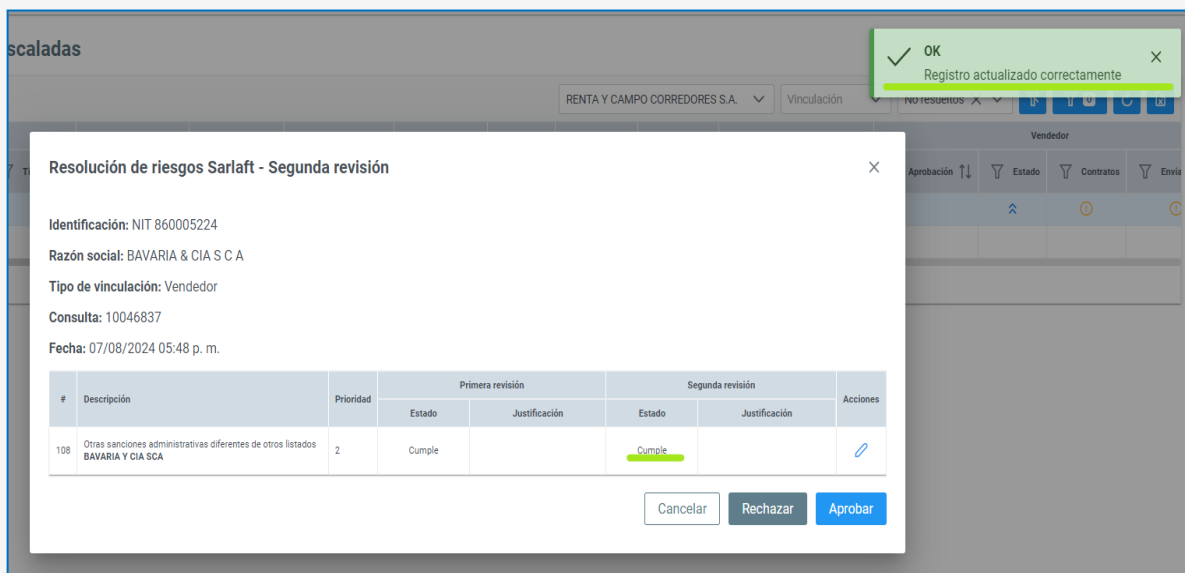 scaladas
OK
Registro actualizado correctamente
RENTA Y CAMPO CORREDORES S.A.
Vinculación
No resueltos
0
Vendedor
Aprobación
Estado
Contratos
Resolución de riesgos Sarlaft - Segunda revisión
Identificación: NIT 860005224
Razón social: BAVARIA & CIA S C A
Tipo de vinculación: Vendedor
Consulta: 10046837
Fecha: 07/08/2024 05:48 p. m.
# Descripción Prioridad Primera revisión Segunda revisión Acciones
Estado Justificación Estado Justificación
108 Otras sanciones administrativas diferentes de otros listados 2 Cumple Cumple
BAVARIA Y CIA SCA
Cancelar Rechazar Aprobar